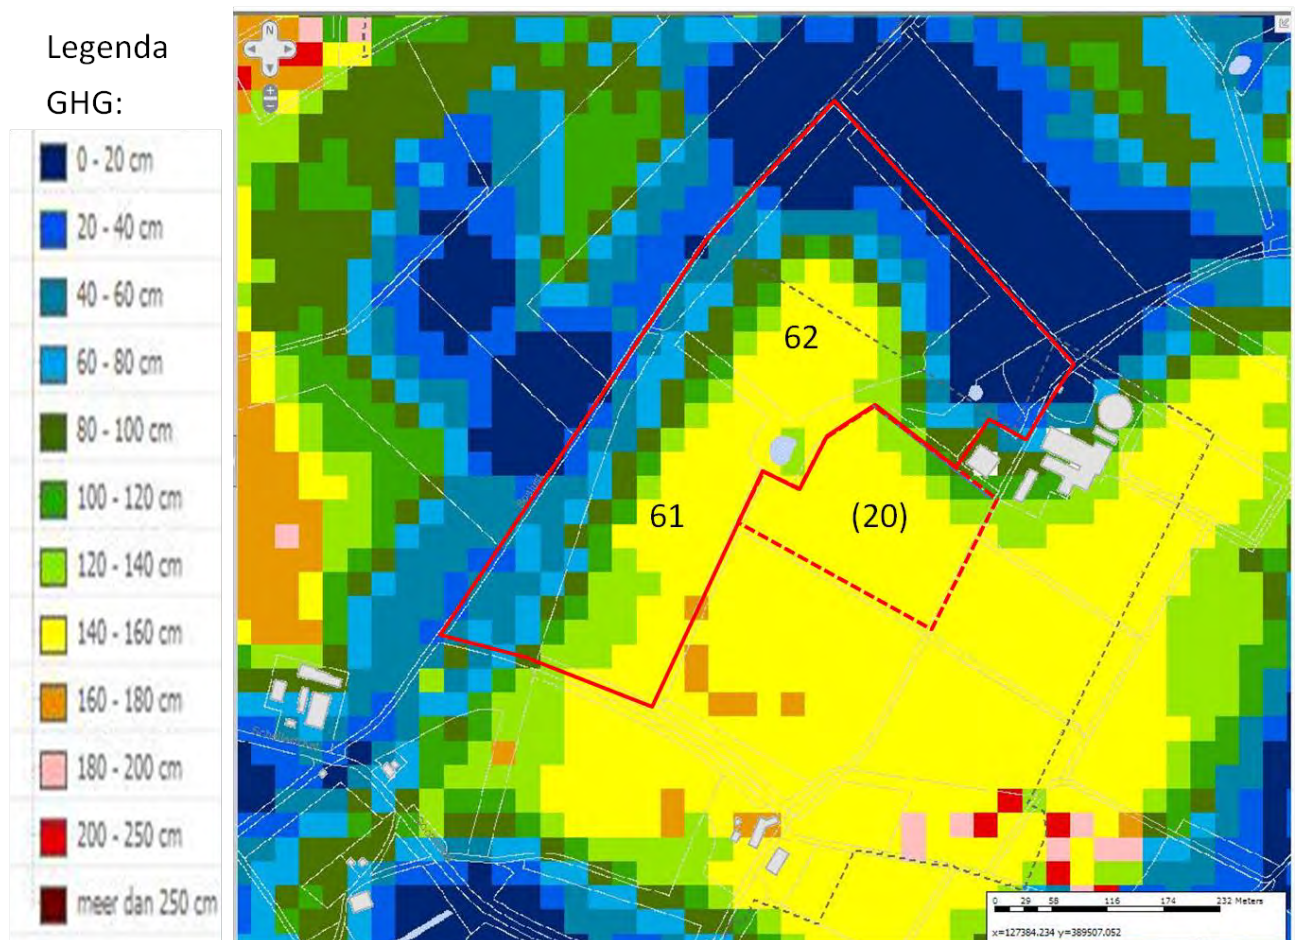 Legenda
GHG:
0 - 20 cm
20 - 40 cm
40 - 60 cm
60 - 80 cm
80 - 100 cm
100 - 120 cm
120 - 140 cm
140 - 160 cm
160 - 180 cm
180 - 200 cm
200 - 250 cm
meer dan 250 cm
N
62
61
(20)
0 29 58 116 174 232 Meters
x=127384.234 y=389507.052